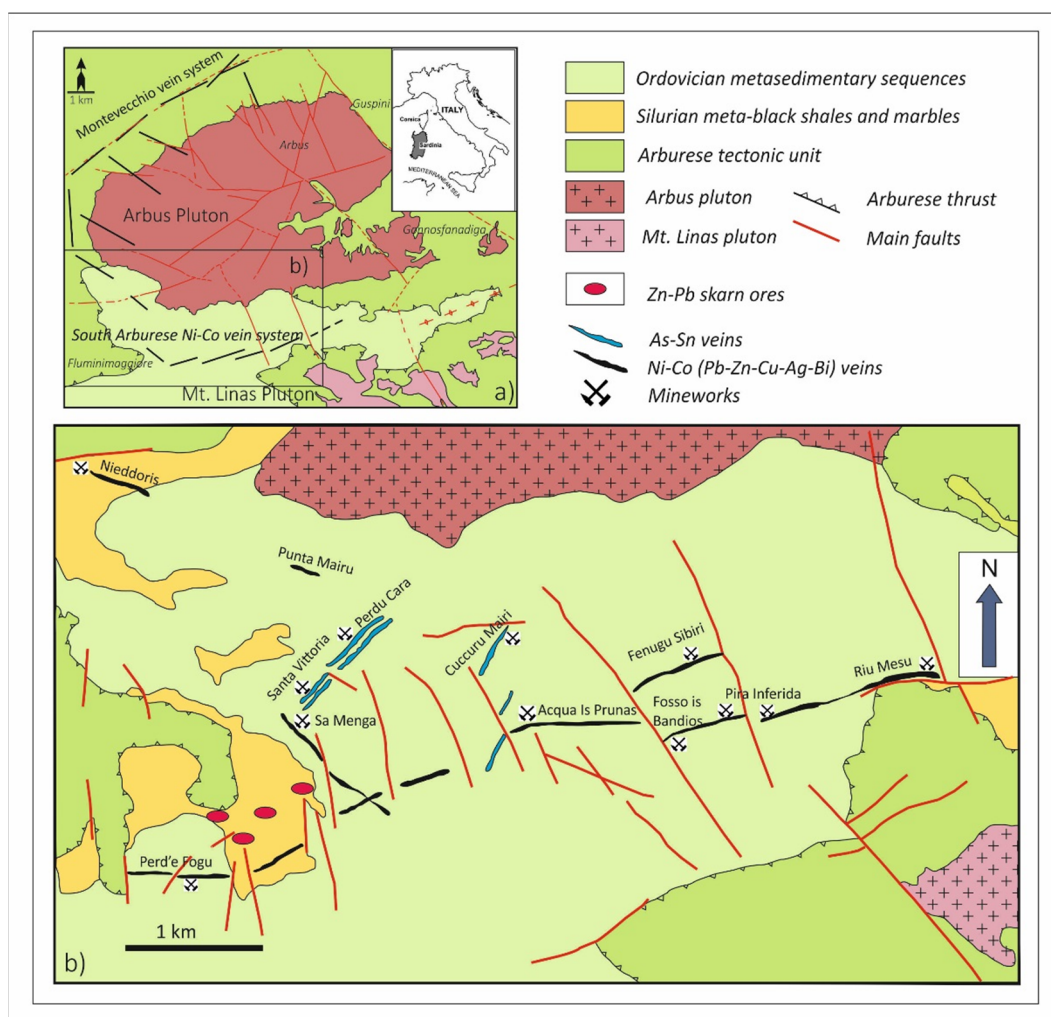 1 km
Montevecchio vein system
Guspini
Arbus
Arbus Pluton
Gonnosfanadiga
b)
South Arburese Ni-Co vein system
Fluminimaggiore
Mt. Linas Pluton
a)
ITALY
Corsica
Sardinia
MEDITERRANEAN SEA
Ordovician metasedimentary sequences
Silurian meta-black shales and marbles
Arburese tectonic unit
Arbus pluton
Arburese thrust
Mt. Linas pluton
Main faults
Zn-Pb skarn ores
As-Sn veins
Ni-Co (Pb-Zn-Cu-Ag-Bi) veins
Mineworks
Nieddoris
N
Punta Mairu
Perdu Cara
Santa Vittoria
Cuccuru Mairi
Fenugu Sibiri
Riu Mesu
Sa Menga
Acqua Is Prunas
Fosso is
Bandios
Pira Inferida
Perd'e Fogu
1 km
b)